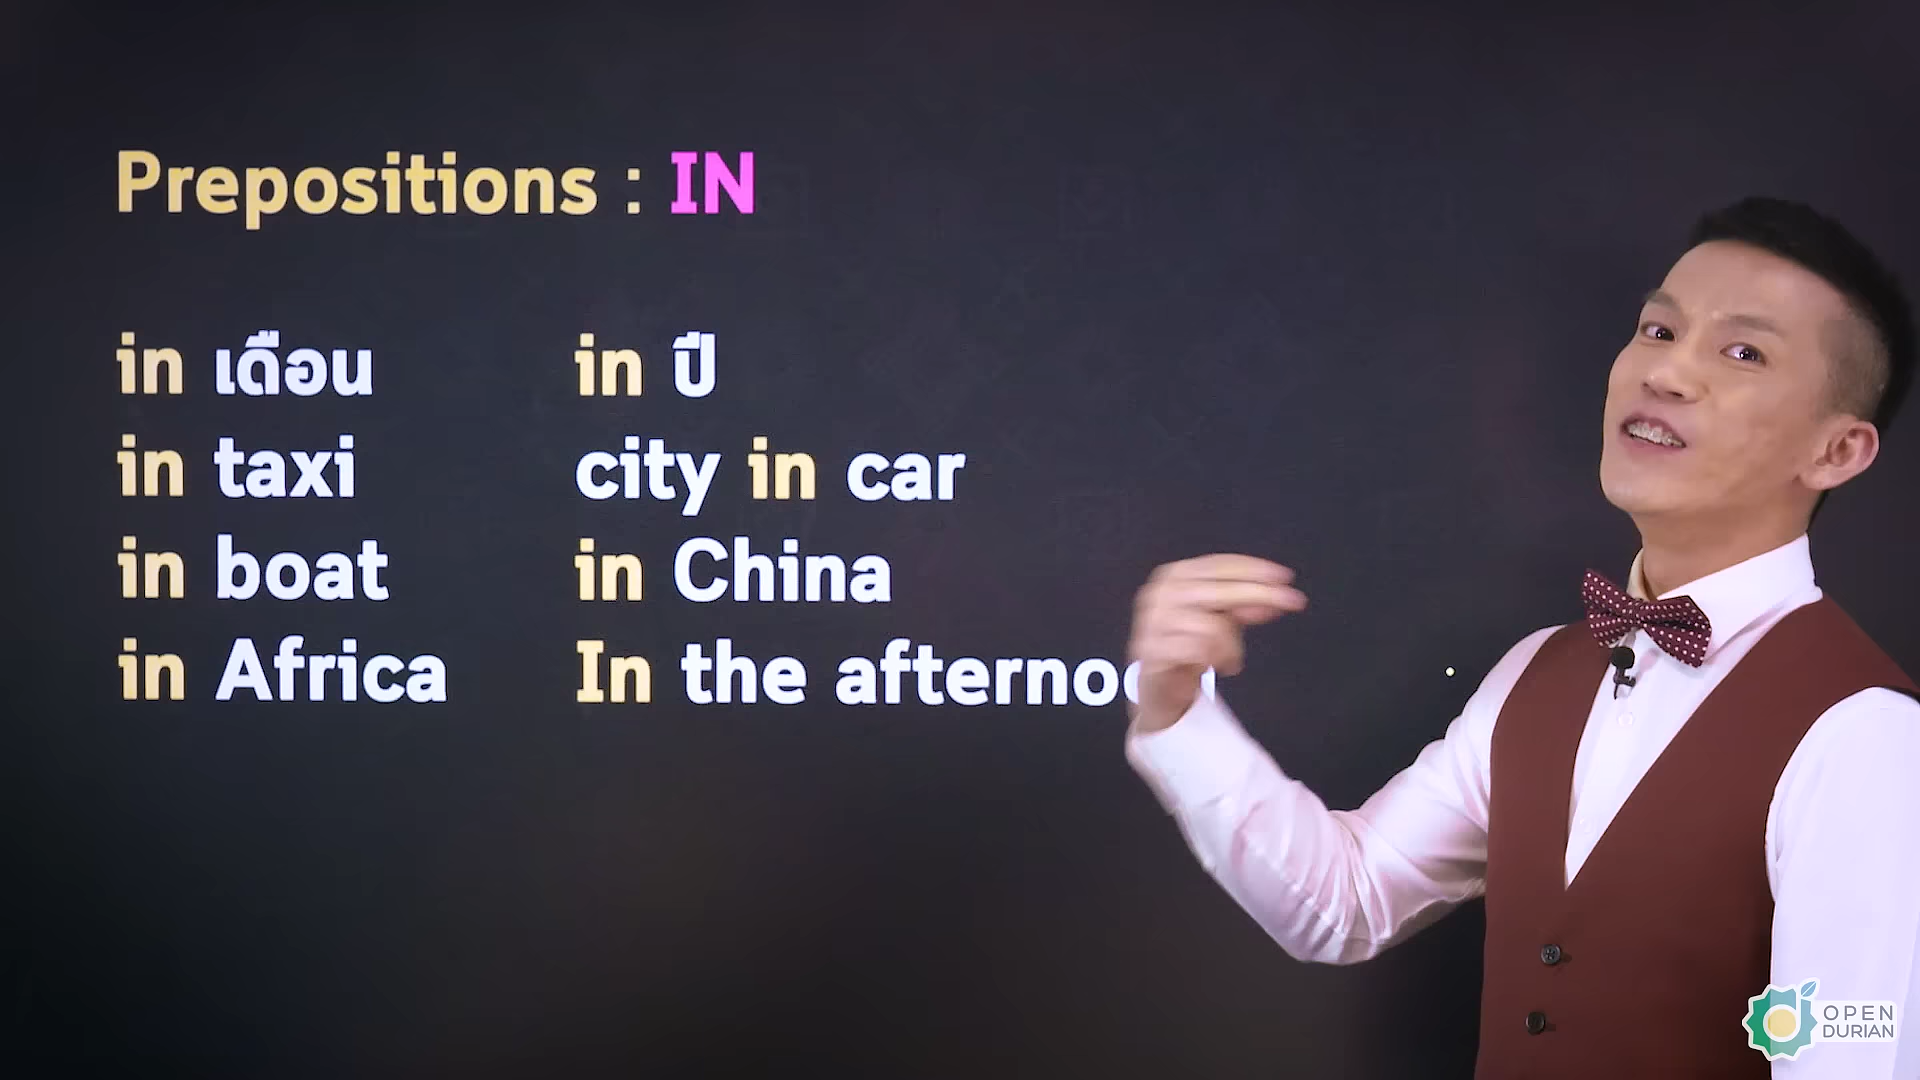 Prepositions : IN
in เดือน
in ปี
in taxi
city in car
in boat
in China
in Africa
In the
OPEN
DURIAN